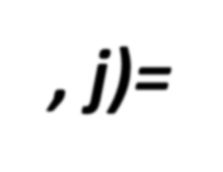 , j)=